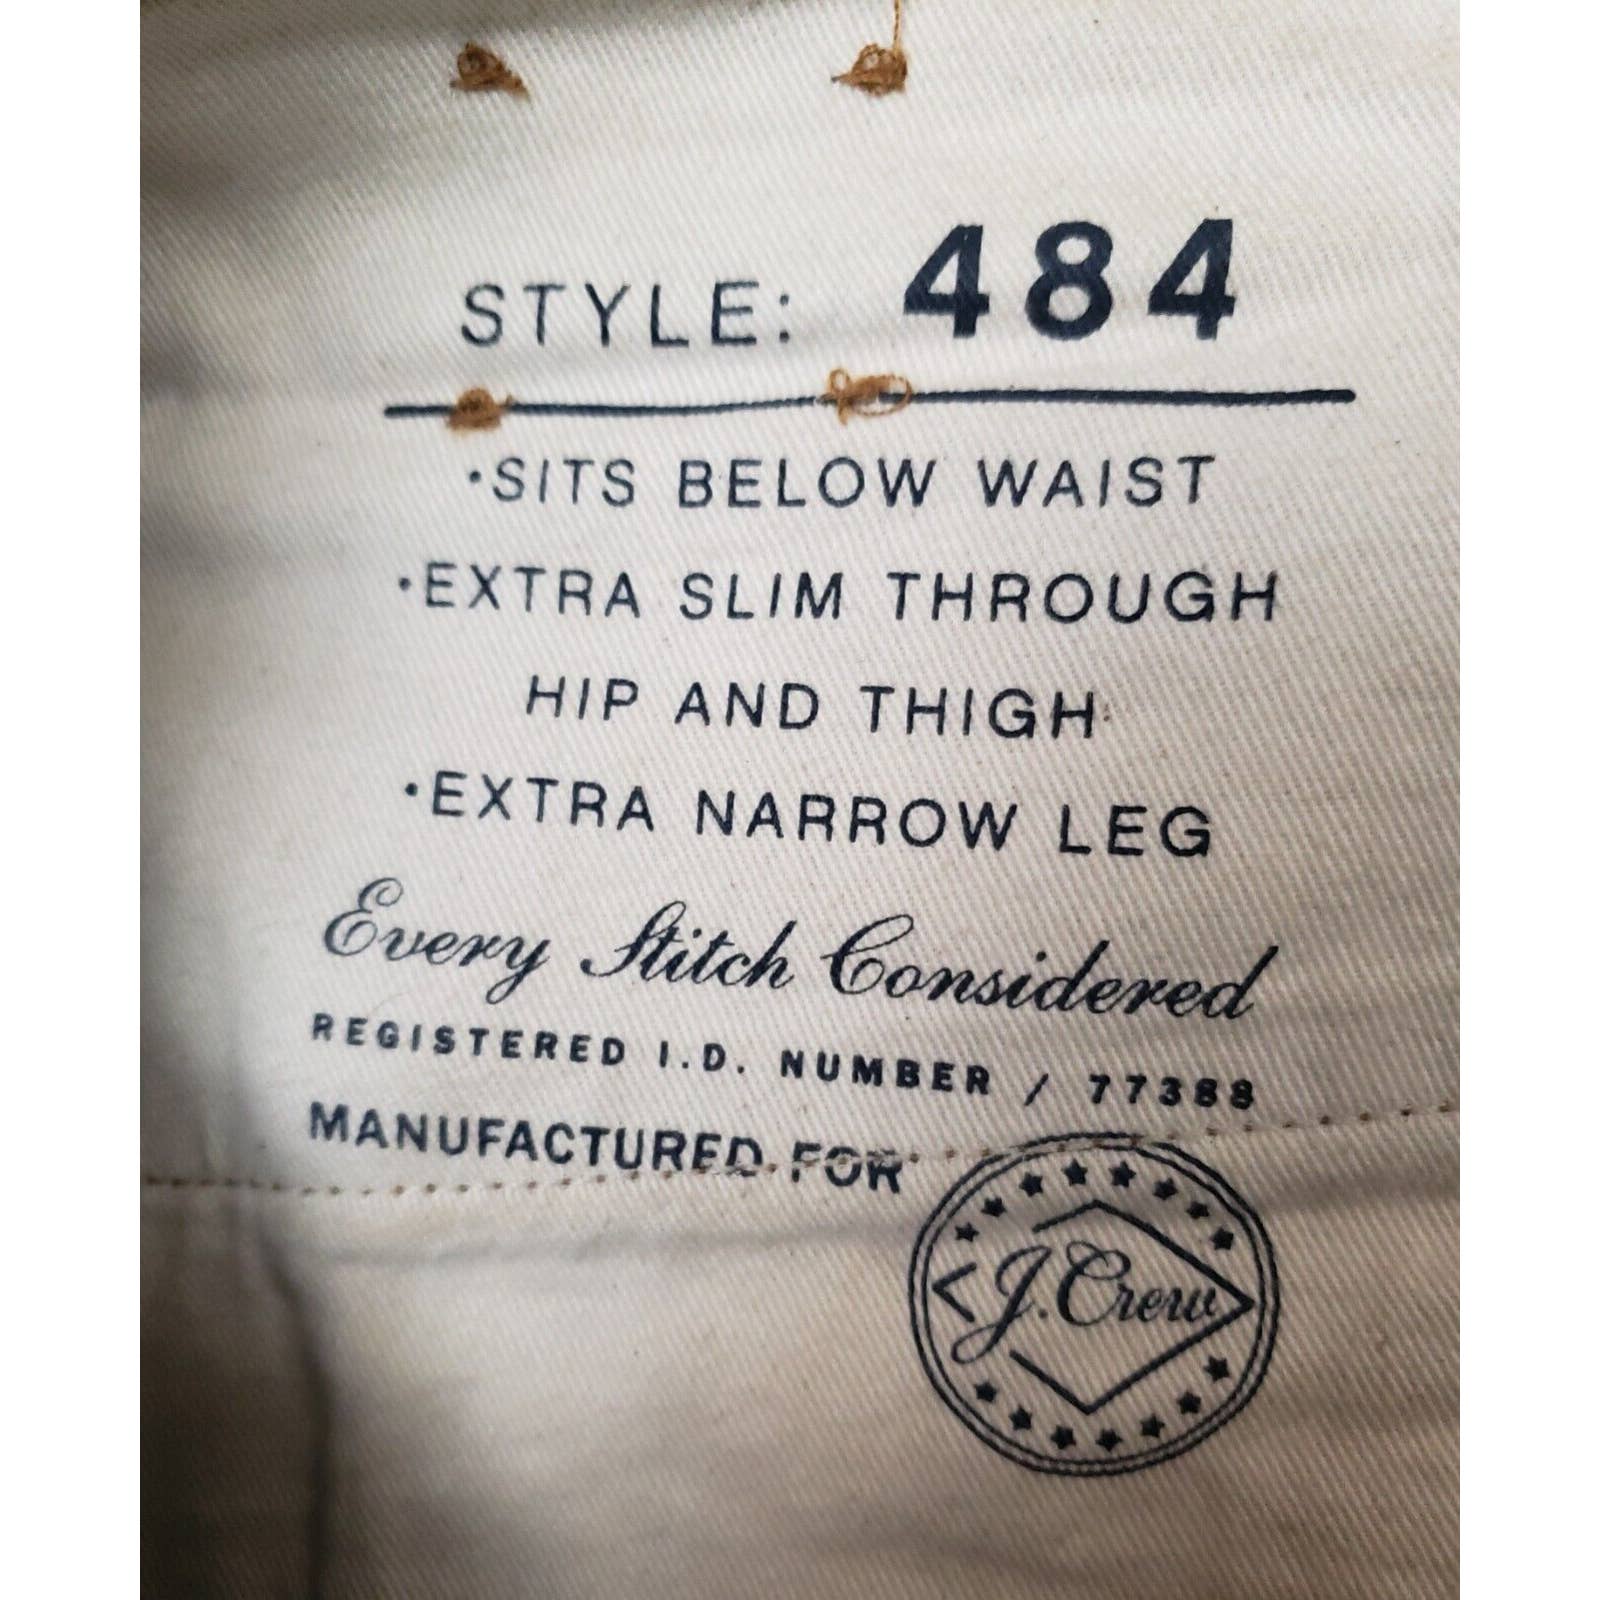 STYLE: 484
·SITS BELOW WAIST
·EXTRA SLIM THROUGH
HIP AND THIGH
·EXTRA NARROW LEG
Every Stitch Considered
REGISTERED I.D. NUMBER / 77388
MANUFACTURED FOR
J.Crew